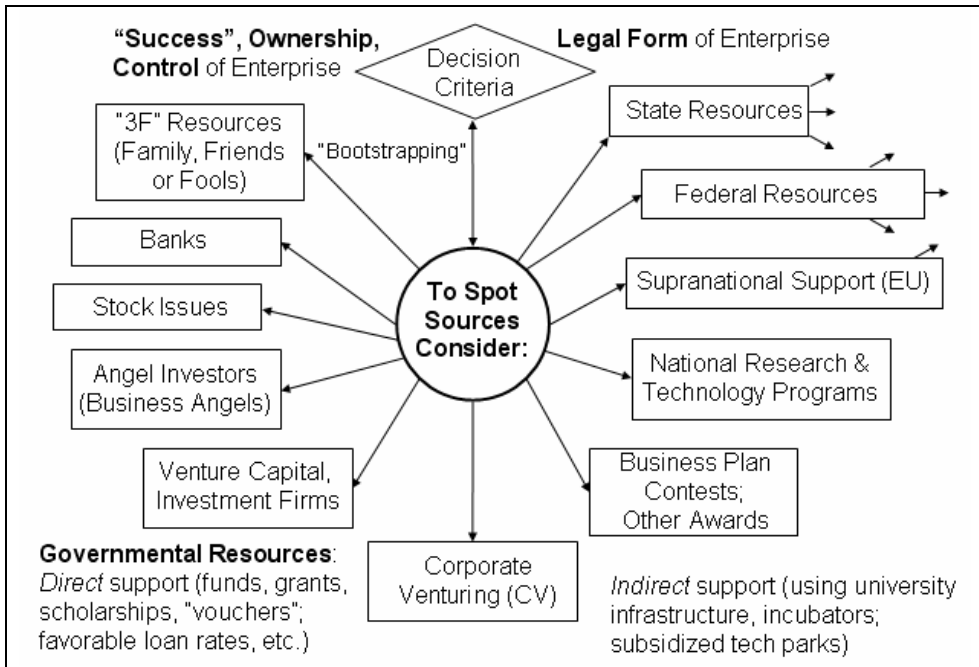 “Success”, Ownership,
Control of Enterprise
Decision
Criteria
Legal Form of Enterprise
"3F" Resources
(Family, Friends
or Fools)
"Bootstrapping"
State Resources
Federal Resources
Banks
Supranational Support (EU)
To Spot
Sources
Consider:
Stock Issues
Angel Investors
(Business Angels)
National Research &
Technology Programs
Venture Capital,
Investment Firms
Business Plan
Contests;
Other Awards
Corporate
Venturing (CV)
Governmental Resources:
Direct support (funds, grants,
scholarships, "vouchers";
favorable loan rates, etc.)
Indirect support (using university
infrastructure, incubators;
subsidized tech parks)